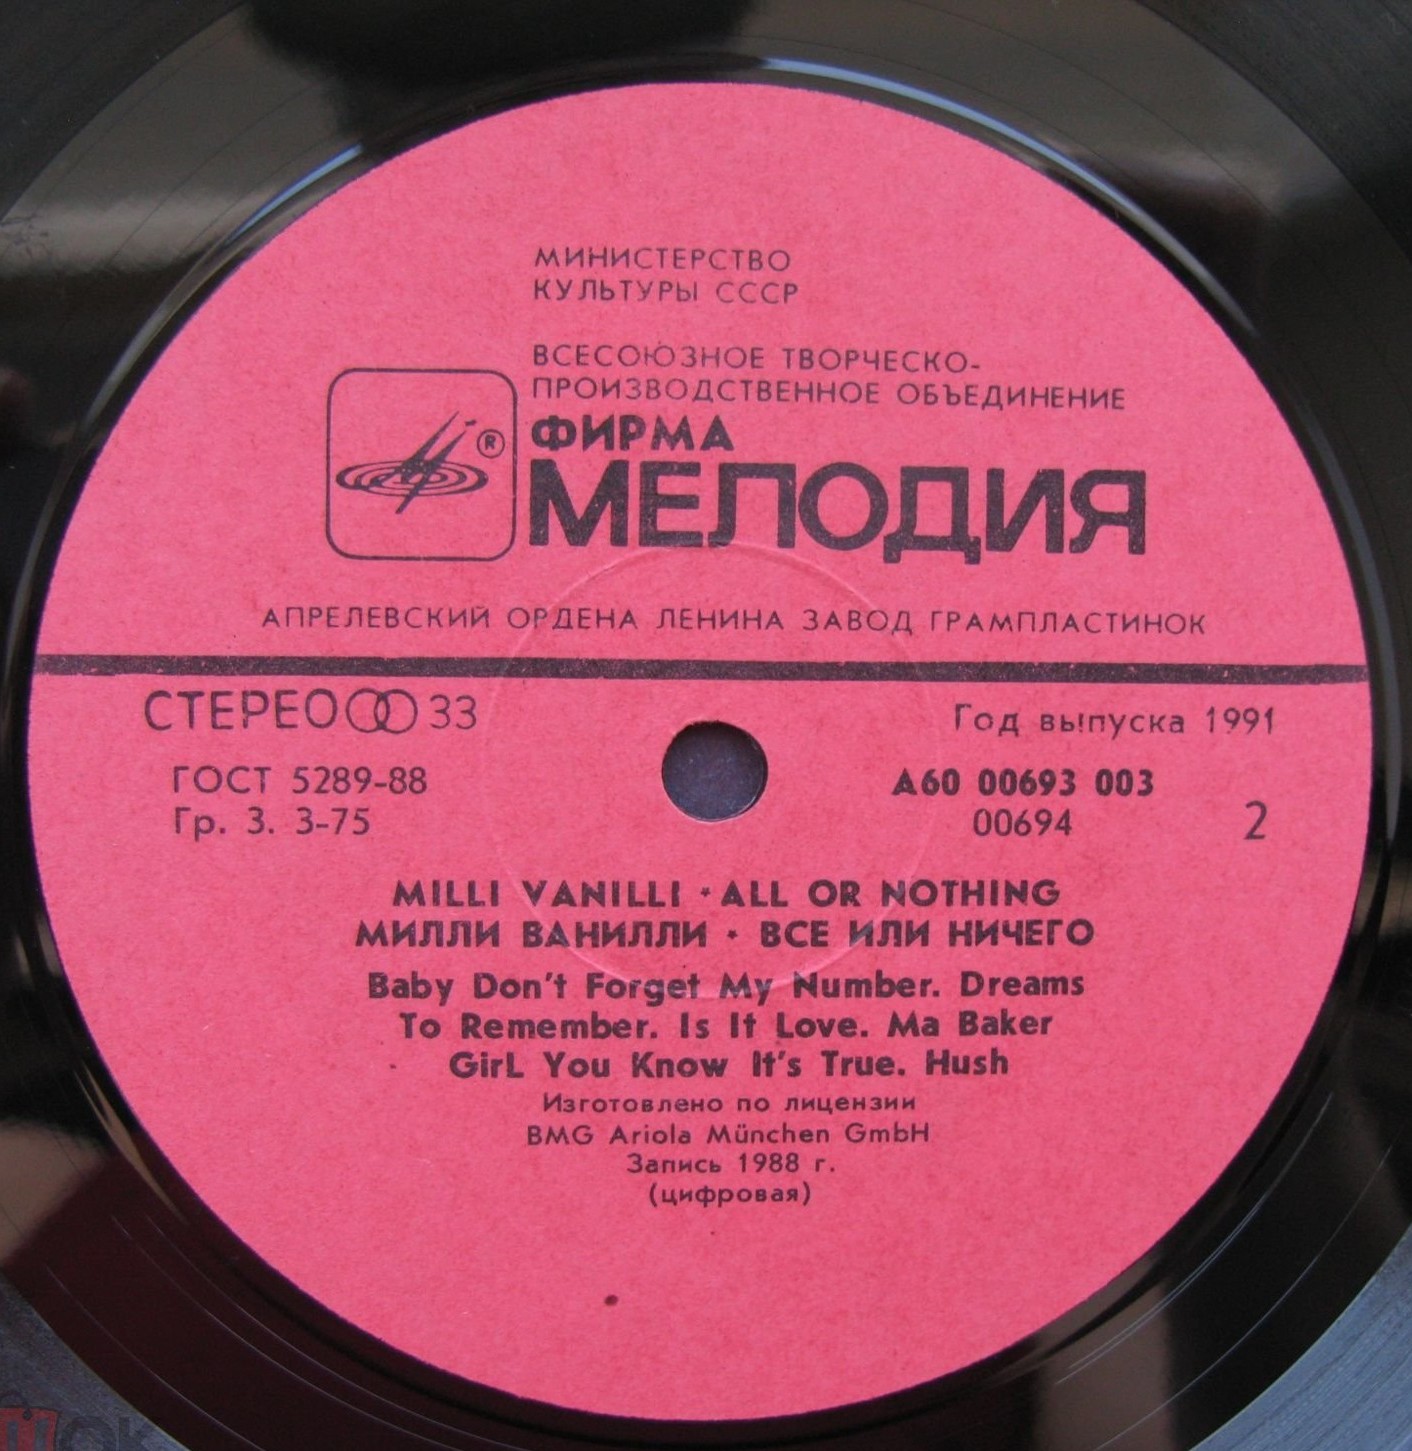 МИНИСТЕРСТВО
КУЛЬТУРЫ СССР
ВСЕСОЮЗНОЕ ТВОРЧЕСКО-
ПРОИЗВОДСТВЕННОЕ ОБЪЕДИНЕНИЕ
®
ФИРМА
МЕЛОДИЯ
АПРЕЛЕВСКИЙ ОРДЕНА ЛЕНИНА ЗАВОД ГРАМПЛАСТИНОК
СТЕРЕО 33
Год выпуска 1991
ГОСТ 5289-88
А60 00693 003
Гр. 3. 3-75
00694
2
MILLI VANILLI · ALL OR NOTHING
МИЛЛИ ВАНИЛЛИ · ВСЕ ИЛИ НИЧЕГО
Baby Don't Forget My Number. Dreams
To Remember. Is It Love. Ma Baker
GirL You Know It's True. Hush
Изготовлено по лицензии
BMG Ariola München GmbH
Запись 1988 г.
(цифровая)